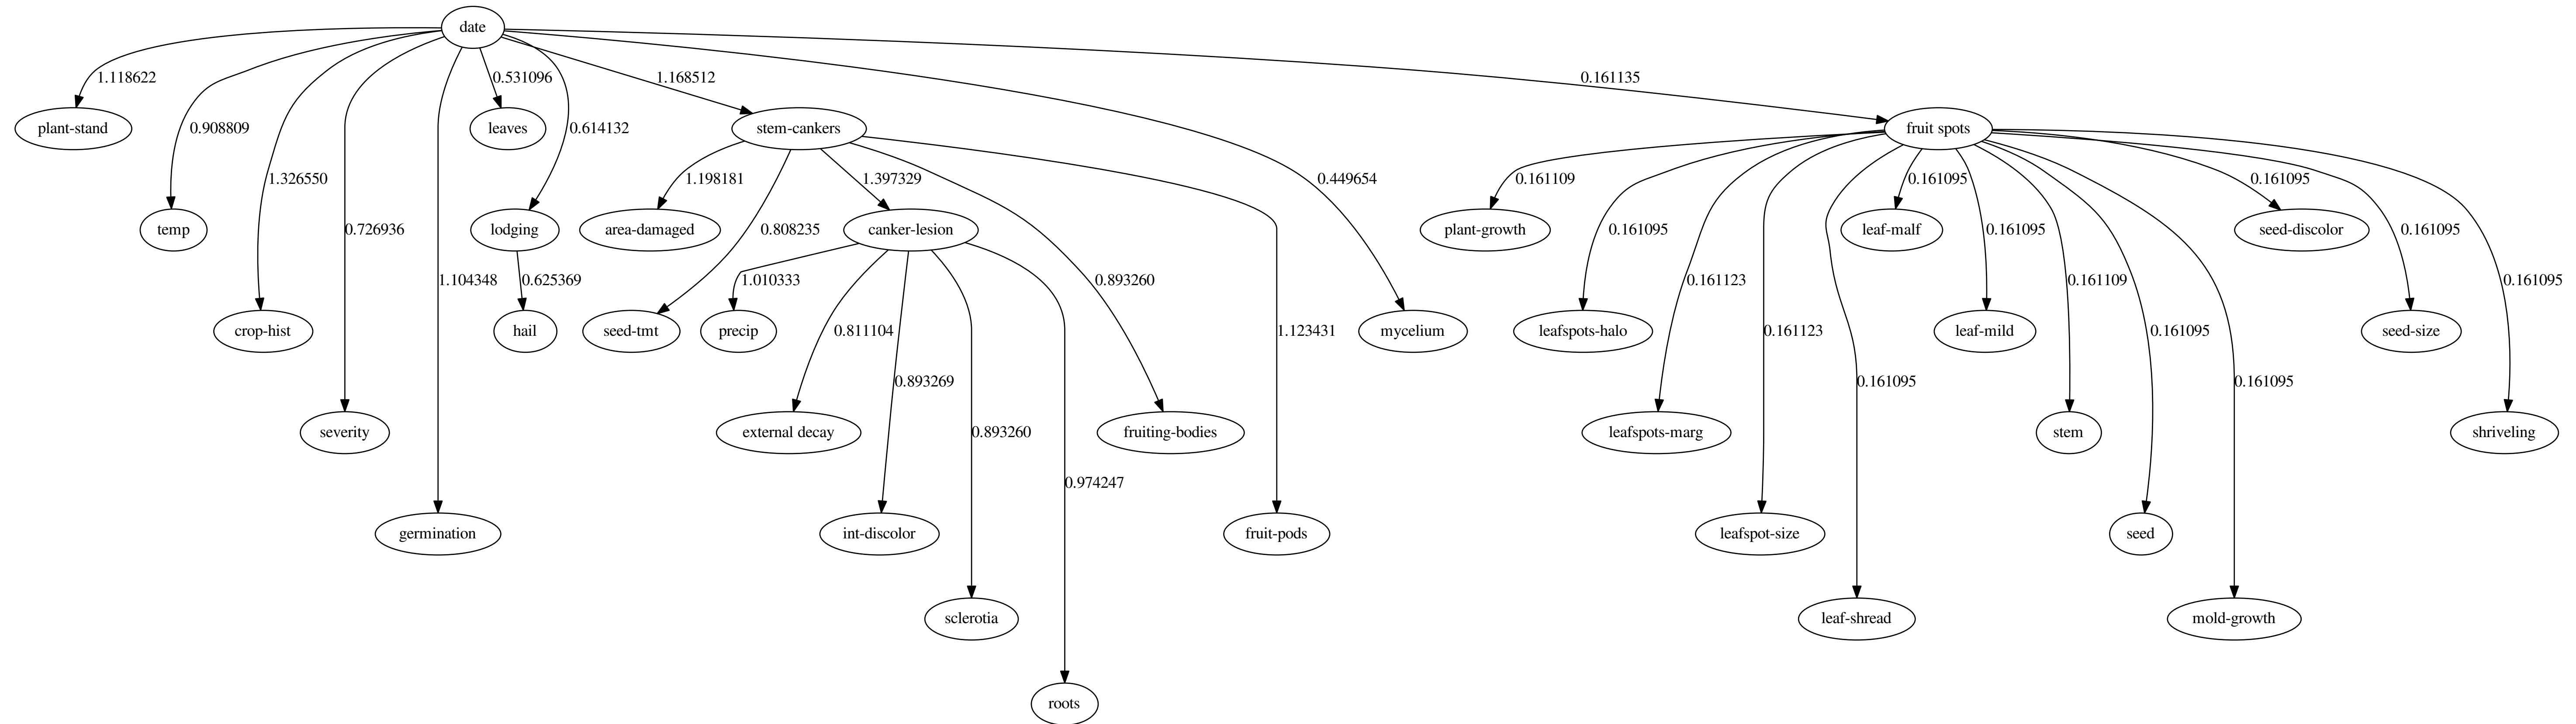 date
1.118622
0.531096
1.168512
0.161135
plant-stand
0.908809
leaves
0.614132
stem-cankers
fruit spots
1.326550
1.198181
1.397329
0.449654
0.161109
0.161095
0.161095
temp
0.726936
lodging
area-damaged
0.808235
canker-lesion
plant-growth
0.161095
leaf-malf
0.161095
seed-discolor
0.161095
1.104348
0.625369
1.010333
0.893260
0.161123
0.161109
0.161095
crop-hist
hail
seed-tmt
precip
0.811104
1.123431
mycelium
leafspots-halo
0.161123
leaf-mild
0.161095
seed-size
0.893269
0.161095
0.161095
severity
external decay
0.893260
fruiting-bodies
leafspots-marg
stem
shriveling
0.974247
germination
int-discolor
fruit-pods
leafspot-size
seed
sclerotia
leaf-shread
mold-growth
roots